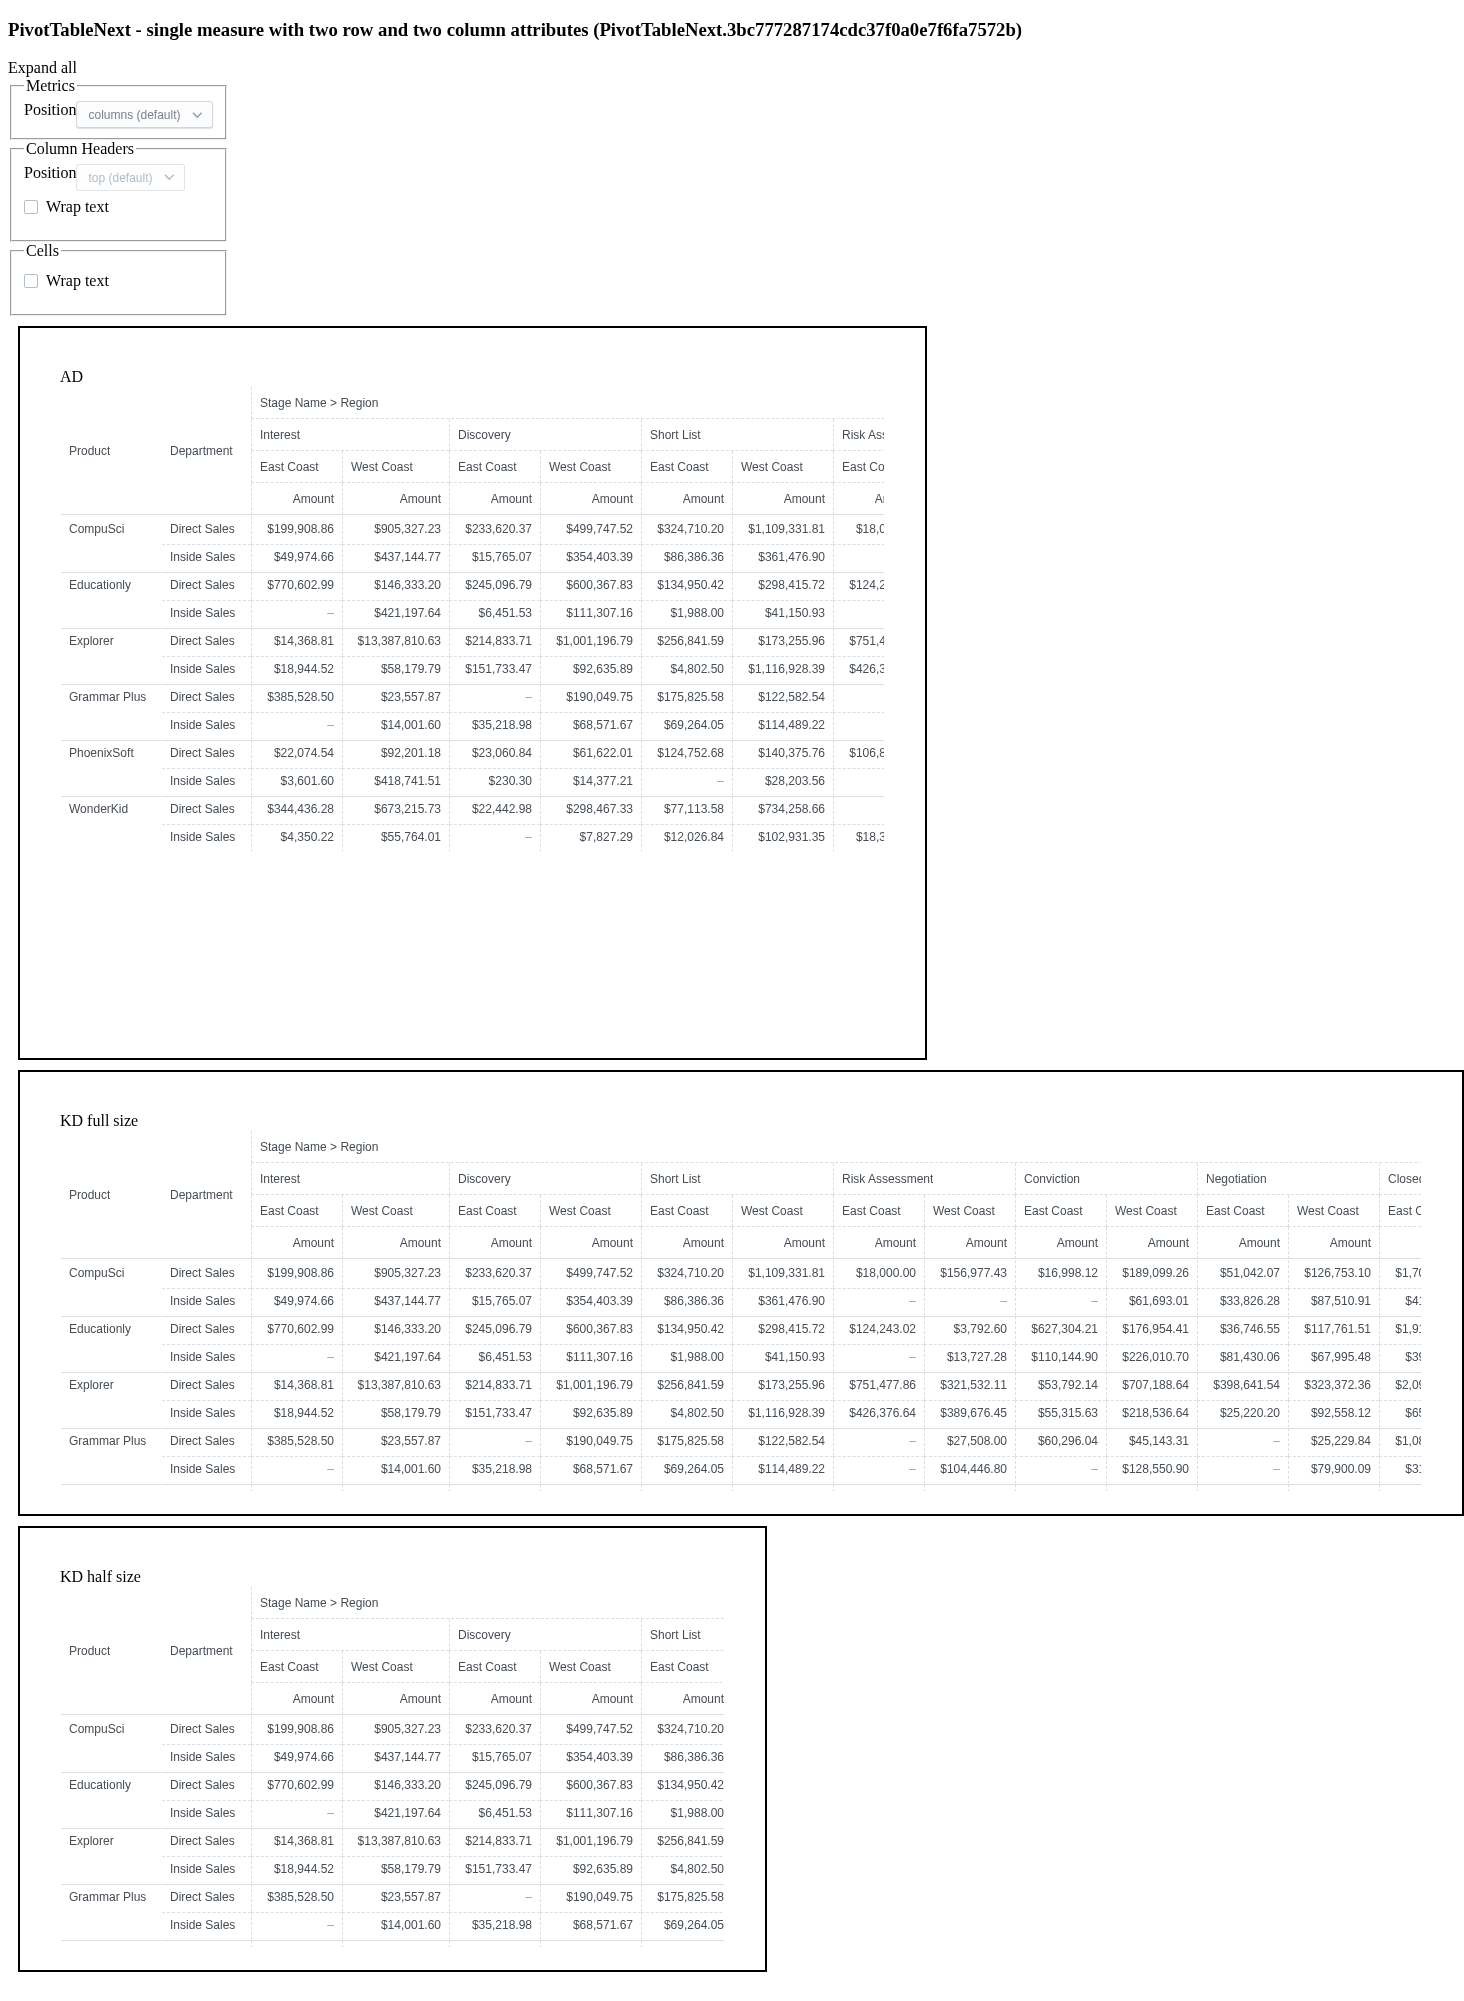 PivotTableNext - single measure with two row and two column attributes (PivotTableNext.3bc777287174cdc37f0a0e7f6fa7572b)
Expand all
Metrics
Position columns (default)
Column Headers
Position top (default)
Wrap text
Cells
Wrap text
AD
Stage Name > Region
Interest Discovery Short List Risk Ass
Product Department
East Coast West Coast East Coast West Coast East Coast West Coast East Co
Amount Amount Amount Amount Amount Amount A
CompuSci Direct Sales $199,908.86 $905,327.23 $233,620.37 $499,747.52 $324,710.20 $1,109,331.81 $18,0
Inside Sales $49,974.66 $437,144.77 $15,765.07 $354,403.39 $86,386.36 $361,476.90
Educationly Direct Sales $770,602.99 $146,333.20 $245,096.79 $600,367.83 $134,950.42 $298,415.72 $124,2
Inside Sales – $421,197.64 $6,451.53 $111,307.16 $1,988.00 $41,150.93
Explorer Direct Sales $14,368.81 $13,387,810.63 $214,833.71 $1,001,196.79 $256,841.59 $173,255.96 $751,4
Inside Sales $18,944.52 $58,179.79 $151,733.47 $92,635.89 $4,802.50 $1,116,928.39 $426,3
Grammar Plus Direct Sales $385,528.50 $23,557.87 – $190,049.75 $175,825.58 $122,582.54
Inside Sales – $14,001.60 $35,218.98 $68,571.67 $69,264.05 $114,489.22
PhoenixSoft Direct Sales $22,074.54 $92,201.18 $23,060.84 $61,622.01 $124,752.68 $140,375.76 $106,8
Inside Sales $3,601.60 $418,741.51 $230.30 $14,377.21 – $28,203.56
WonderKid Direct Sales $344,436.28 $673,215.73 $22,442.98 $298,467.33 $77,113.58 $734,258.66
Inside Sales $4,350.22 $55,764.01 – $7,827.29 $12,026.84 $102,931.35 $18,3
KD full size
Stage Name > Region
Interest Discovery Short List Risk Assessment Conviction Negotiation Closed
Product Department
East Coast West Coast East Coast West Coast East Coast West Coast East Coast West Coast East Coast West Coast East Coast West Coast East C
Amount Amount Amount Amount Amount Amount Amount Amount Amount Amount Amount Amount
CompuSci Direct Sales $199,908.86 $905,327.23 $233,620.37 $499,747.52 $324,710.20 $1,109,331.81 $18,000.00 $156,977.43 $16,998.12 $189,099.26 $51,042.07 $126,753.10 $1,70
Inside Sales $49,974.66 $437,144.77 $15,765.07 $354,403.39 $86,386.36 $361,476.90 – – – $61,693.01 $33,826.28 $87,510.91 $41
Educationly Direct Sales $770,602.99 $146,333.20 $245,096.79 $600,367.83 $134,950.42 $298,415.72 $124,243.02 $3,792.60 $627,304.21 $176,954.41 $36,746.55 $117,761.51 $1,91
Inside Sales – $421,197.64 $6,451.53 $111,307.16 $1,988.00 $41,150.93 – $13,727.28 $110,144.90 $226,010.70 $81,430.06 $67,995.48 $39
Explorer Direct Sales $14,368.81 $13,387,810.63 $214,833.71 $1,001,196.79 $256,841.59 $173,255.96 $751,477.86 $321,532.11 $53,792.14 $707,188.64 $398,641.54 $323,372.36 $2,09
Inside Sales $18,944.52 $58,179.79 $151,733.47 $92,635.89 $4,802.50 $1,116,928.39 $426,376.64 $389,676.45 $55,315.63 $218,536.64 $25,220.20 $92,558.12 $65
Grammar Plus Direct Sales $385,528.50 $23,557.87 – $190,049.75 $175,825.58 $122,582.54 – $27,508.00 $60,296.04 $45,143.31 – $25,229.84 $1,08
Inside Sales – $14,001.60 $35,218.98 $68,571.67 $69,264.05 $114,489.22 – $104,446.80 – $128,550.90 – $79,900.09 $31
KD half size
Stage Name > Region
Interest Discovery Short List
Product Department
East Coast West Coast East Coast West Coast East Coast
Amount Amount Amount Amount Amount
CompuSci Direct Sales $199,908.86 $905,327.23 $233,620.37 $499,747.52 $324,710.20
Inside Sales $49,974.66 $437,144.77 $15,765.07 $354,403.39 $86,386.36
Educationly Direct Sales $770,602.99 $146,333.20 $245,096.79 $600,367.83 $134,950.42
Inside Sales – $421,197.64 $6,451.53 $111,307.16 $1,988.00
Explorer Direct Sales $14,368.81 $13,387,810.63 $214,833.71 $1,001,196.79 $256,841.59
Inside Sales $18,944.52 $58,179.79 $151,733.47 $92,635.89 $4,802.50
Grammar Plus Direct Sales $385,528.50 $23,557.87 – $190,049.75 $175,825.58
Inside Sales – $14,001.60 $35,218.98 $68,571.67 $69,264.05